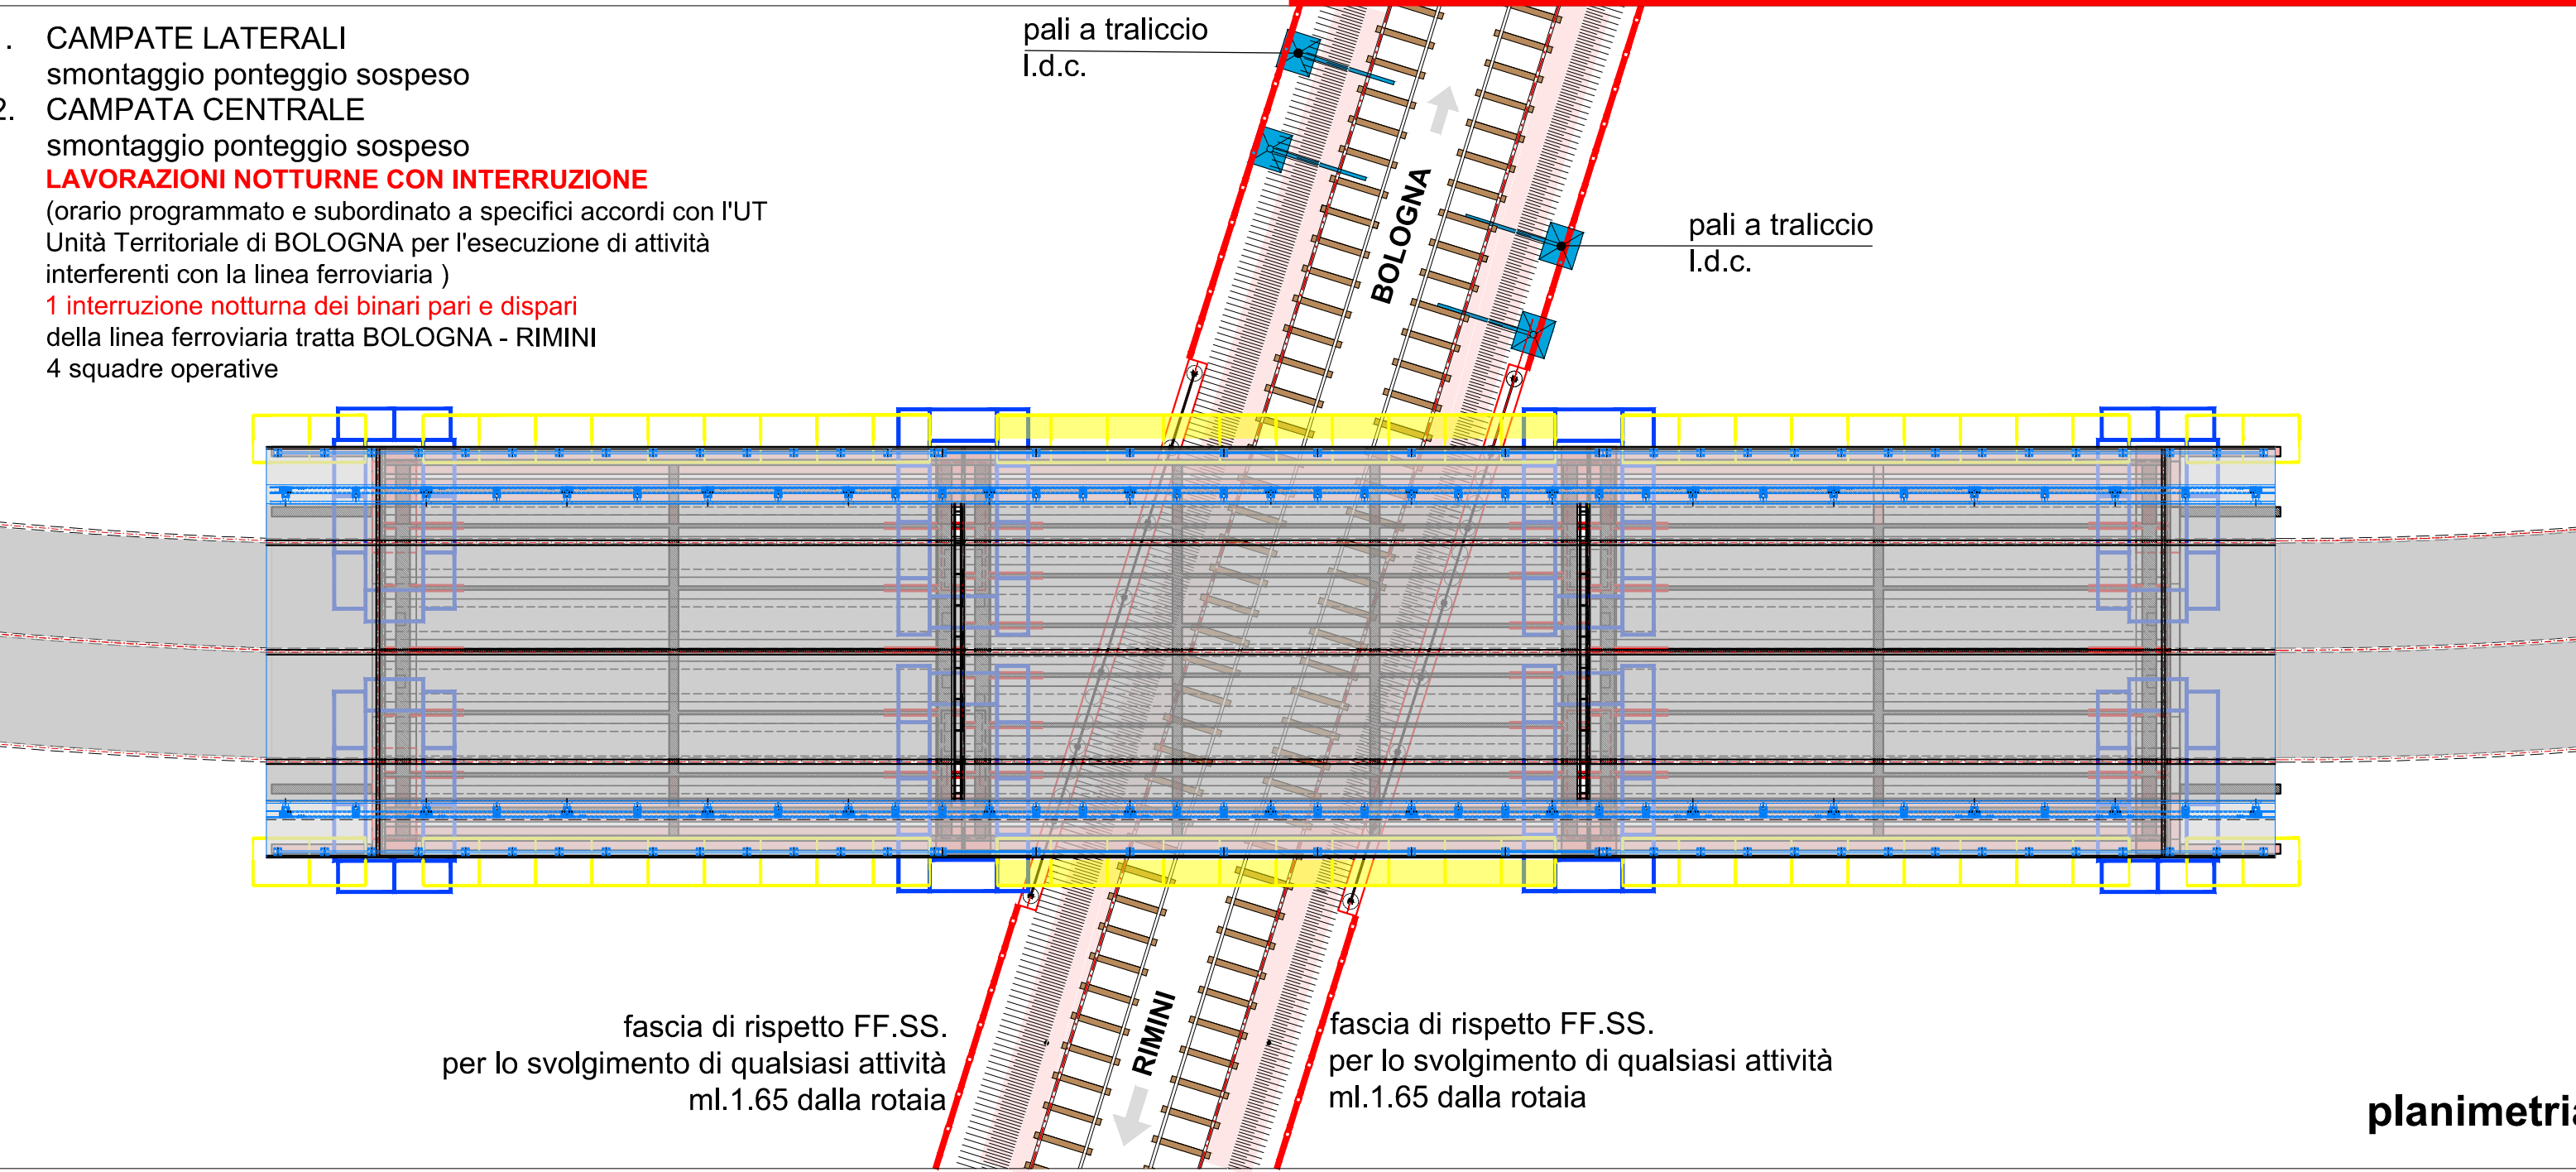 1. CAMPATE LATERALI
smontaggio ponteggio sospeso
2. CAMPATA CENTRALE
smontaggio ponteggio sospeso
LAVORAZIONI NOTTURNE CON INTERRUZIONE
(orario programmato e subordinato a specifici accordi con l'UT
Unità Territoriale di BOLOGNA per l'esecuzione di attività
interferenti con la linea ferroviaria )
1 interruzione notturna dei binari pari e dispari
della linea ferroviaria tratta BOLOGNA - RIMINI
4 squadre operative
pali a traliccio
l.d.c.
pali a traliccio
l.d.c.
BOLOGNA
RIMINI
fascia di rispetto FF.SS.
per lo svolgimento di qualsiasi attività
ml.1.65 dalla rotaia
fascia di rispetto FF.SS.
per lo svolgimento di qualsiasi attività
ml.1.65 dalla rotaia
planimetria